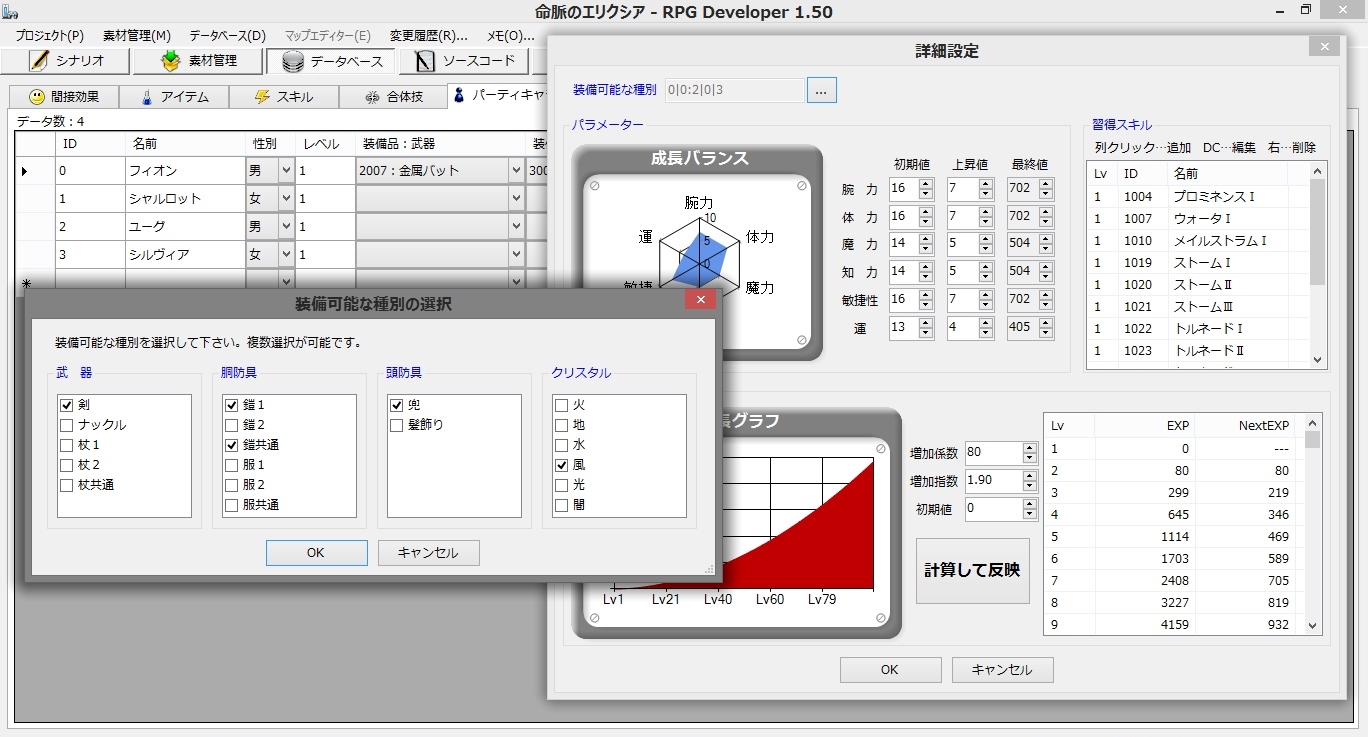 命脈のエリクシア - RPG Developer 1.50
プロジェクト(P) 素材管理(M) データベース(D) マップエディター(E) 変更履歴(R)... メモ(O)...
シナリオ 素材管理 データベース ソースコード
間接効果 アイテム スキル 合体技 パーティキャ
データ数：4
ID 名前 性別 レベル 装備品：武器
0 フィオン 男 1 2007：金属バット 300
1 シャルロット 女 1
2 ユーグ 男 1
3 シルヴィア 女 1
詳細設定
装備可能な種別 0|0:2|0|3 ...
パラメーター
成長バランス
腕力
体力
魔力
敏捷
運
10
5
0
初期値 上昇値 最終値
腕 力 16 7 702
体 力 16 7 702
魔 力 14 5 504
知 力 14 5 504
敏捷性 16 7 702
運 13 4 405
習得スキル
列クリック…追加 DC…編集 右…削除
Lv ID 名前
1 1004 プロミネンスⅠ
1 1007 ウォータⅠ
1 1010 メイルストラムⅠ
1 1019 ストームⅠ
1 1020 ストームⅡ
1 1021 ストームⅢ
1 1022 トルネードⅠ
1 1023 トルネードⅡ
装備可能な種別の選択
装備可能な種別を選択して下さい。複数選択が可能です。
武 器
剣
ナックル
杖１
杖２
杖共通
胴防具
鎧１
鎧２
鎧共通
服１
服２
服共通
頭防具
兜
髪飾り
クリスタル
火
地
水
風
光
闇
OK キャンセル
長グラフ
Lv1 Lv21 Lv40 Lv60 Lv79
増加係数 80
増加指数 1.90
初期値 0
計算して反映
Lv EXP NextEXP
1 0 ---
2 80 80
3 299 219
4 645 346
5 1114 469
6 1703 589
7 2408 705
8 3227 819
9 4159 932
OK キャンセル